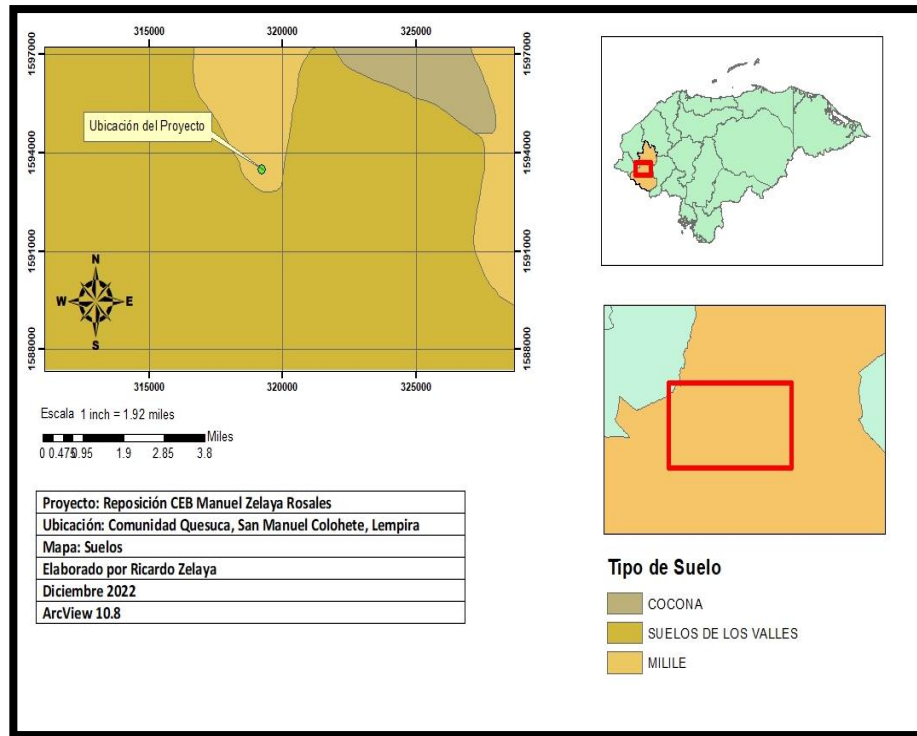 315000 320000 325000
1597000 1597000
Ubicación del Proyecto
1594000 1594000
1591000 1591000
N
W E
S
1588000 1588000
315000 320000 325000
Escala 1 inch = 1.92 miles
Miles
0 0.475 0.95 1.9 2.85 3.8
Proyecto: Reposición CEB Manuel Zelaya Rosales
Ubicación: Comunidad Quesuca, San Manuel Colohete, Lempira
Mapa: Suelos
Elaborado por Ricardo Zelaya
Diciembre 2022
ArcView 10.8
Tipo de Suelo
COCONA
SUELOS DE LOS VALLES
MILILE